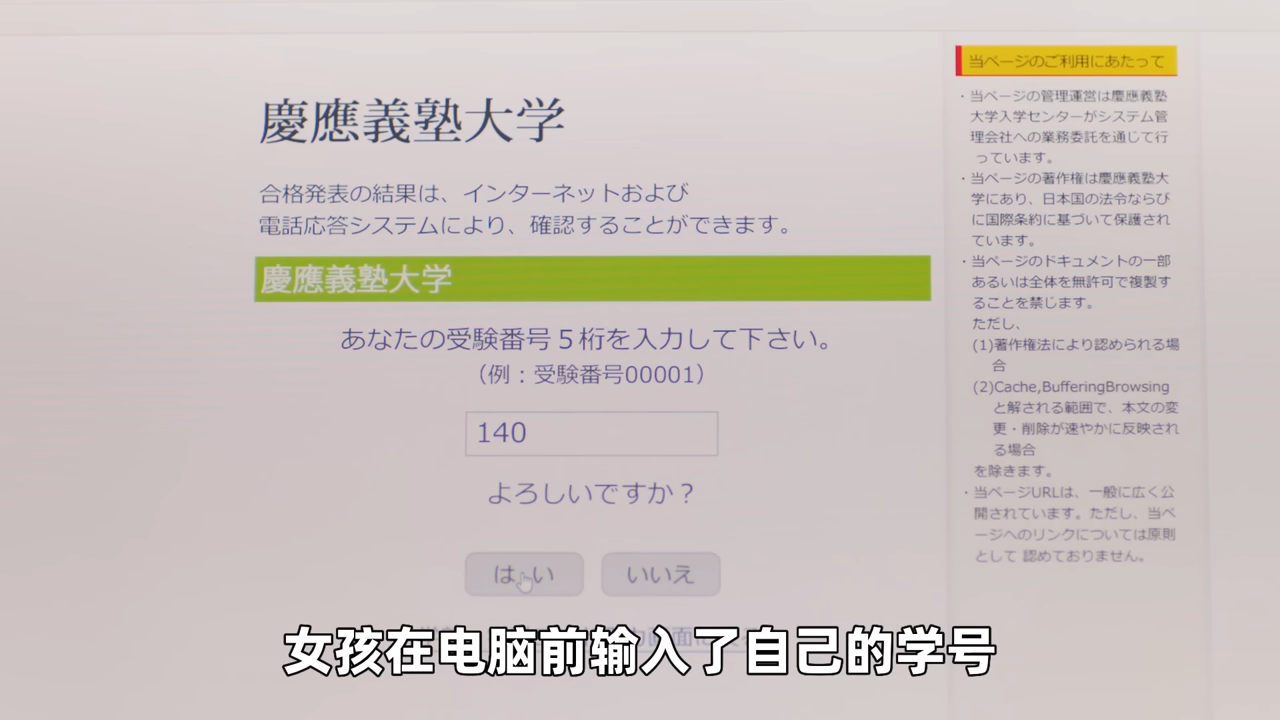 慶應義塾大学
合格発表の結果は、インターネットおよび
電話応答システムにより、確認することができます。
慶應義塾大学
あなたの受験番号５桁を入力して下さい。
（例：受験番号00001）
140
よろしいですか？
はい
いいえ
当ページのご利用にあたって
・当ページの管理運営は慶應義塾
大学入学センターがシステム管
理会社への業務委託を通じて行
っています。
・当ページの著作権は慶應義塾大
学にあり、日本国の法令ならび
に国際条約に基づいて保護され
ています。
・当ページのドキュメントの一部
あるいは全体を無許可で複製す
ることを禁じます。
ただし、
(1)著作権法により認められる場
合
(2)Cache,BufferingBrowsing
と解される範囲で、本文の変
更・削除が速やかに反映され
る場合
を除きます。
・当ページURLは、一般に広く公
開されています。ただし、当ペ
ージへのリンクについては原則
として 認めておりません。
女孩在电脑前输入了自己的学号